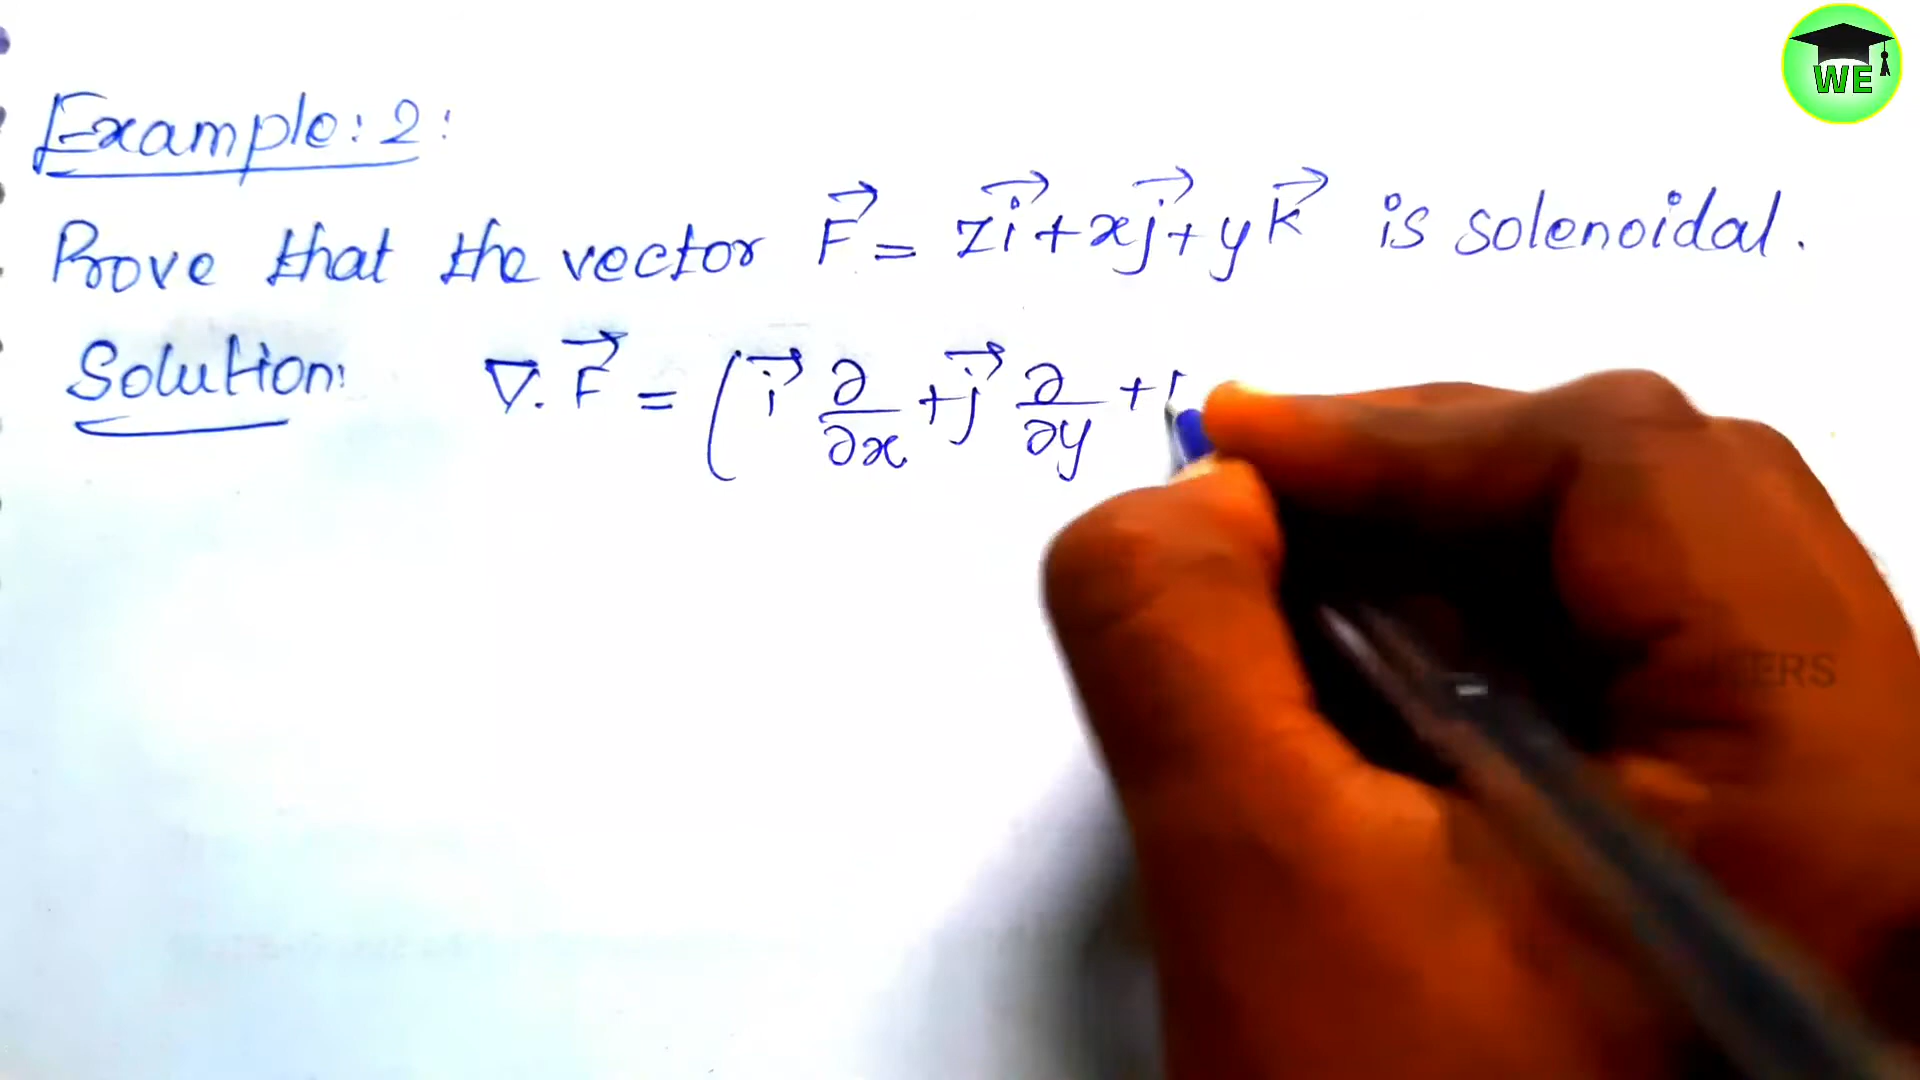 WE
Example: 2:
Prove that the vector F⃗ = zi⃗ + xj⃗ + yk⃗ is solenoidal.
Solution: ∇. F⃗ = ( i⃗ ∂/∂x + j⃗ ∂/∂y +